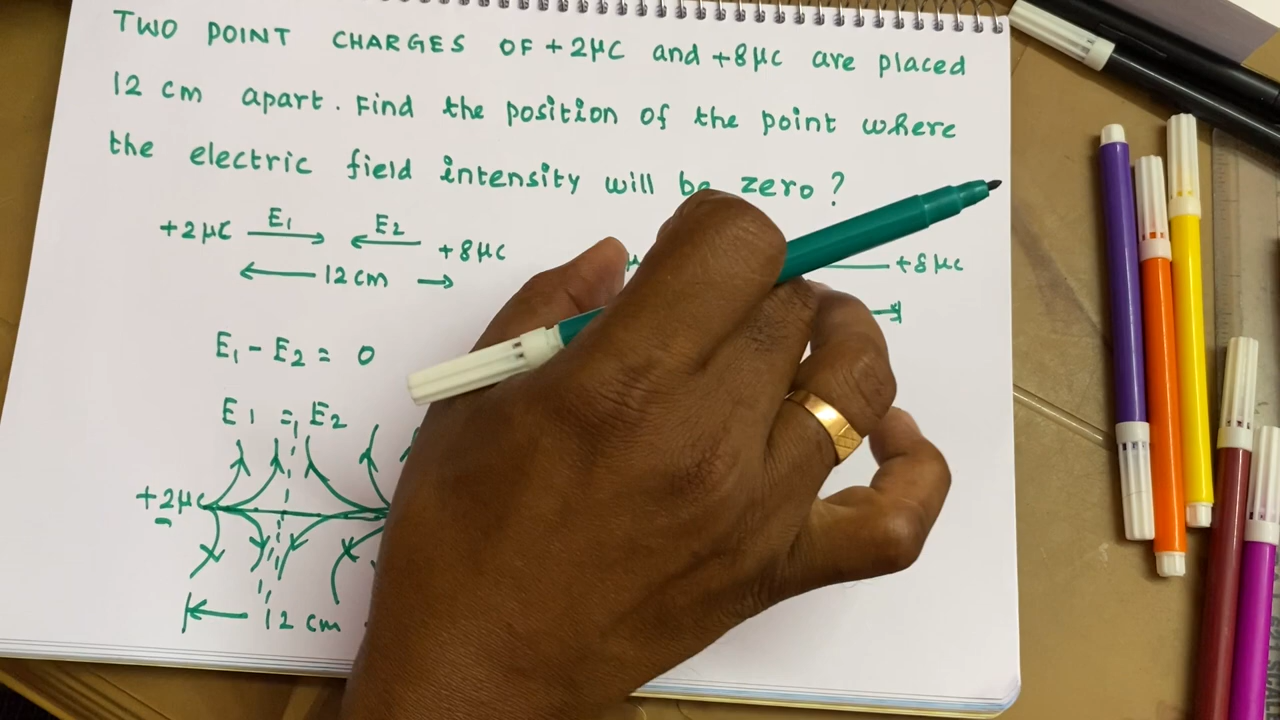 TWO POINT CHARGES OF +2μC and +8μC are placed
12 cm apart. Find the position of the point where
the electric field intensity will be zero?
+2μC E1 E2 +8μC
12 cm
+8μC
E1 - E2 = 0
E1 = E2
+2μC
12 cm